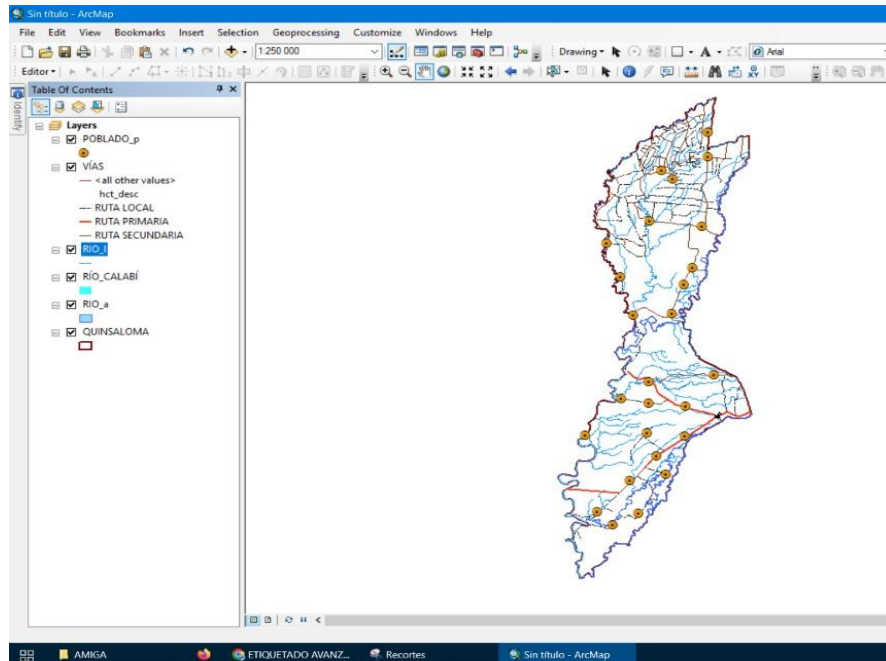 Sin título - ArcMap
File Edit View Bookmarks Insert Selection Geoprocessing Customize Windows Help
1:250 000 Drawing A Arial
Editor
Table Of Contents
Identify
Layers
POBLADO_p
VÍAS
<all other values>
hct_desc
RUTA LOCAL
RUTA PRIMARIA
RUTA SECUNDARIA
RIO_l
RÍO_CALABÍ
RIO_a
QUINSALOMA
AMIGA ETIQUETADO AVANZ... Recortes Sin título - ArcMap